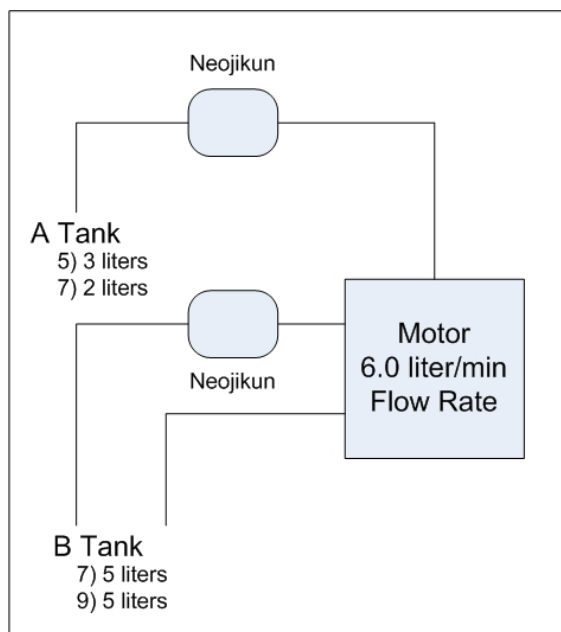 Neojikun
A Tank
5) 3 liters
7) 2 liters
Motor
6.0 liter/min
Flow Rate
Neojikun
B Tank
7) 5 liters
9) 5 liters